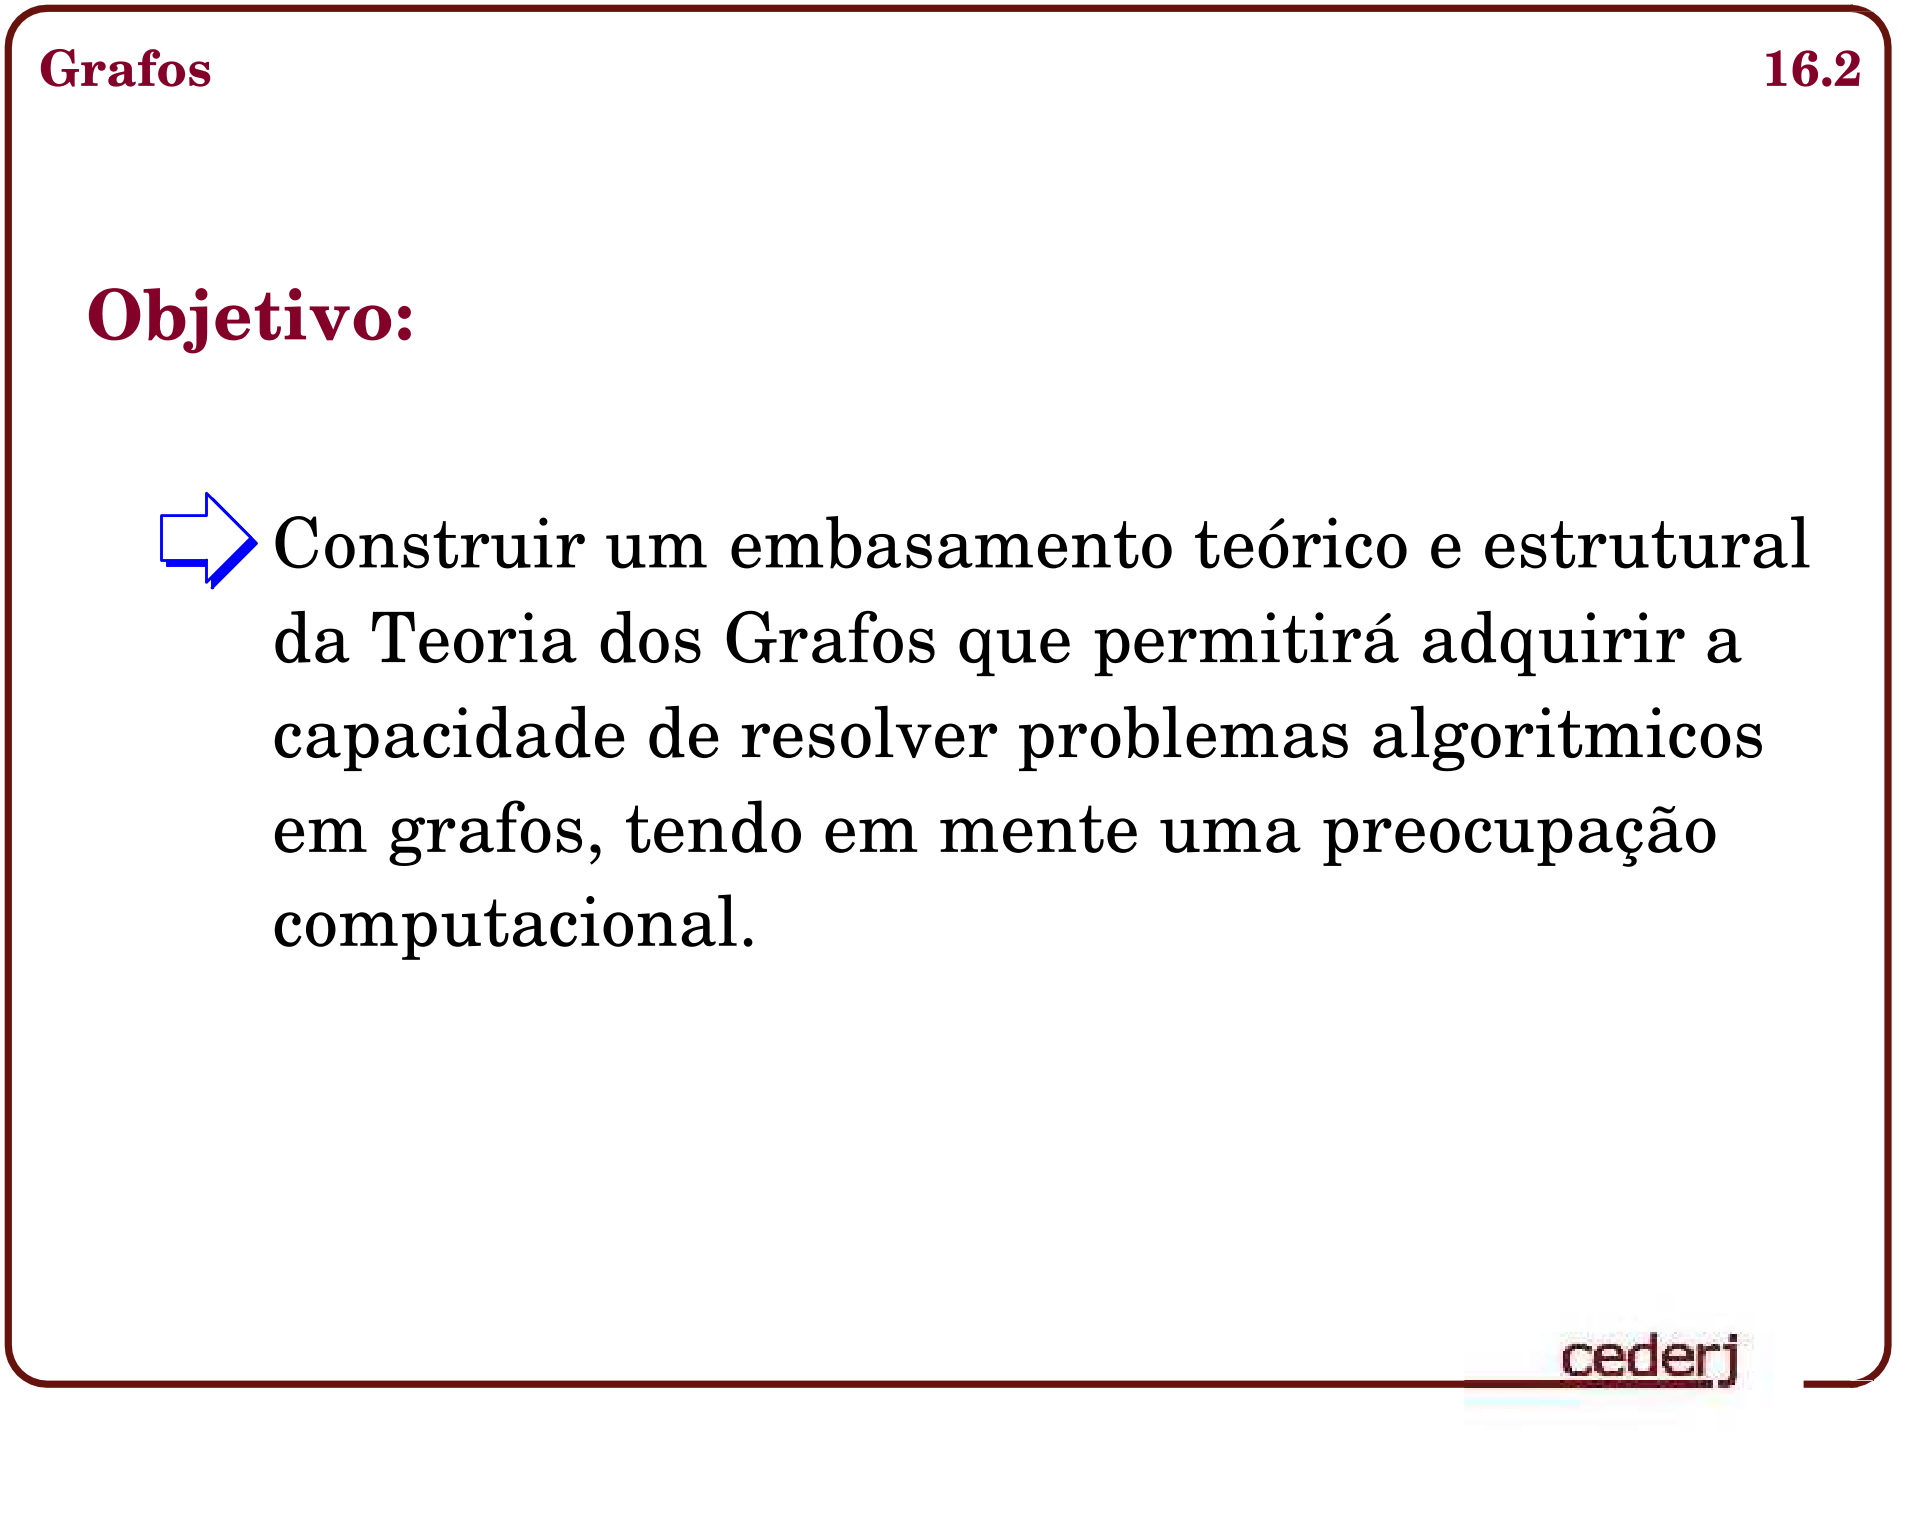 Grafos 16.2
Objetivo:
Construir um embasamento teórico e estrutural
da Teoria dos Grafos que permitirá adquirir a
capacidade de resolver problemas algoritmicos
em grafos, tendo em mente uma preocupação
computacional.
cederj